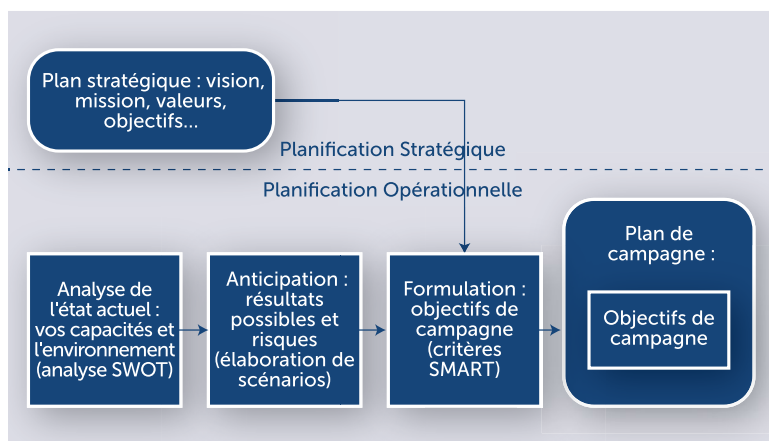 Plan stratégique : vision,
mission, valeurs,
objectifs...
Planification Stratégique
Planification Opérationnelle
Analyse de
l'état actuel :
vos capacités et
l'environnement
(analyse SWOT)
Anticipation :
résultats
possibles et
risques
(élaboration de
scénarios)
Formulation :
objectifs de
campagne
(critères
SMART)
Plan de
campagne :
Objectifs de
campagne